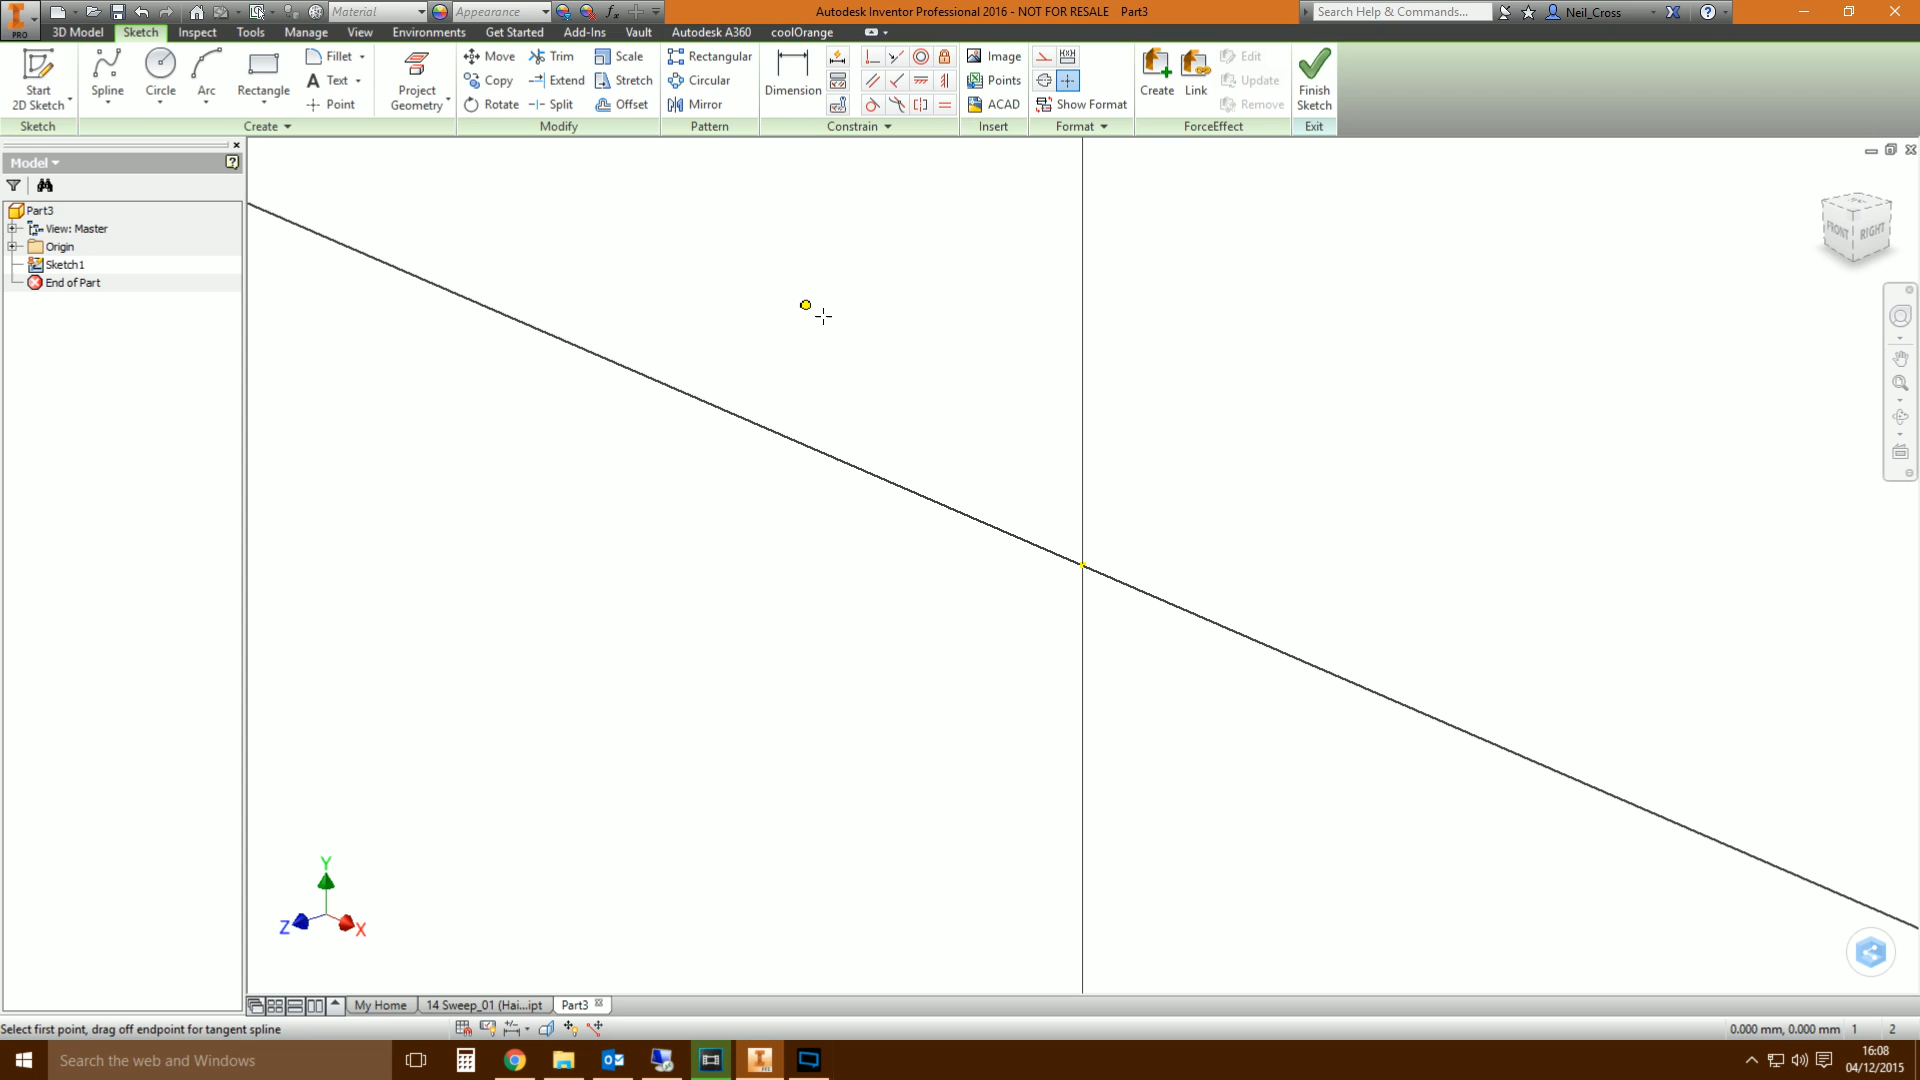 Material
Appearance
Autodesk Inventor Professional 2016 - NOT FOR RESALE Part3
Search Help & Commands...
Neil_Cross
PRO
3D Model
Sketch
Inspect
Tools
Manage
View
Environments
Get Started
Add-Ins
Vault
Autodesk A360
coolOrange
Start
2D Sketch
Spline
Circle
Arc
Rectangle
Fillet
Text
Point
Project
Geometry
Move
Trim
Scale
Copy
Extend
Stretch
Rotate
Split
Offset
Rectangular
Circular
Mirror
Dimension
Image
Points
ACAD
Show Format
Create
Link
Edit
Update
Remove
Finish
Sketch
Sketch
Create
Modify
Pattern
Constrain
Insert
Format
ForceEffect
Exit
Model
Part3
View: Master
Origin
Sketch1
End of Part
FRONT
RIGHT
Y
Z
X
My Home
14 Sweep_01 (Hai...ipt
Part3
Select first point, drag off endpoint for tangent spline
0.000 mm, 0.000 mm
1
2
Search the web and Windows
16:08
04/12/2015